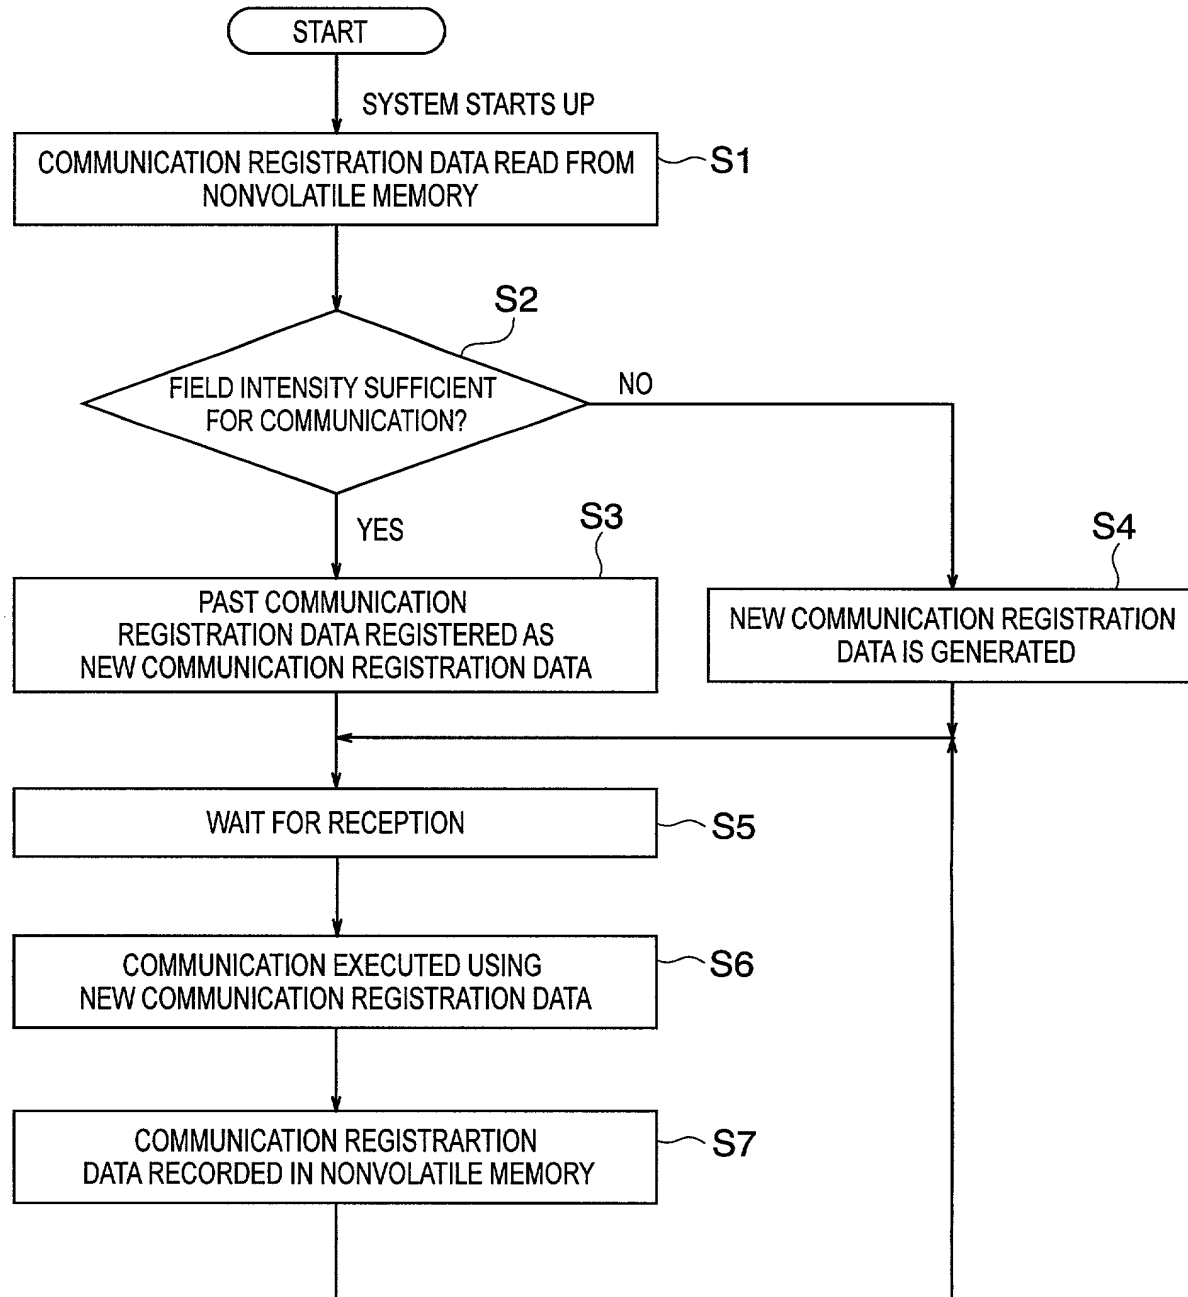 START
SYSTEM STARTS UP
COMMUNICATION REGISTRATION DATA READ FROM
NONVOLATILE MEMORY
S1
S2
FIELD INTENSITY SUFFICIENT
FOR COMMUNICATION?
NO
YES
S3
S4
PAST COMMUNICATION
REGISTRATION DATA REGISTERED AS
NEW COMMUNICATION REGISTRATION DATA
NEW COMMUNICATION REGISTRATION
DATA IS GENERATED
WAIT FOR RECEPTION
S5
COMMUNICATION EXECUTED USING
NEW COMMUNICATION REGISTRATION DATA
S6
COMMUNICATION REGISTRARTION
DATA RECORDED IN NONVOLATILE MEMORY
S7